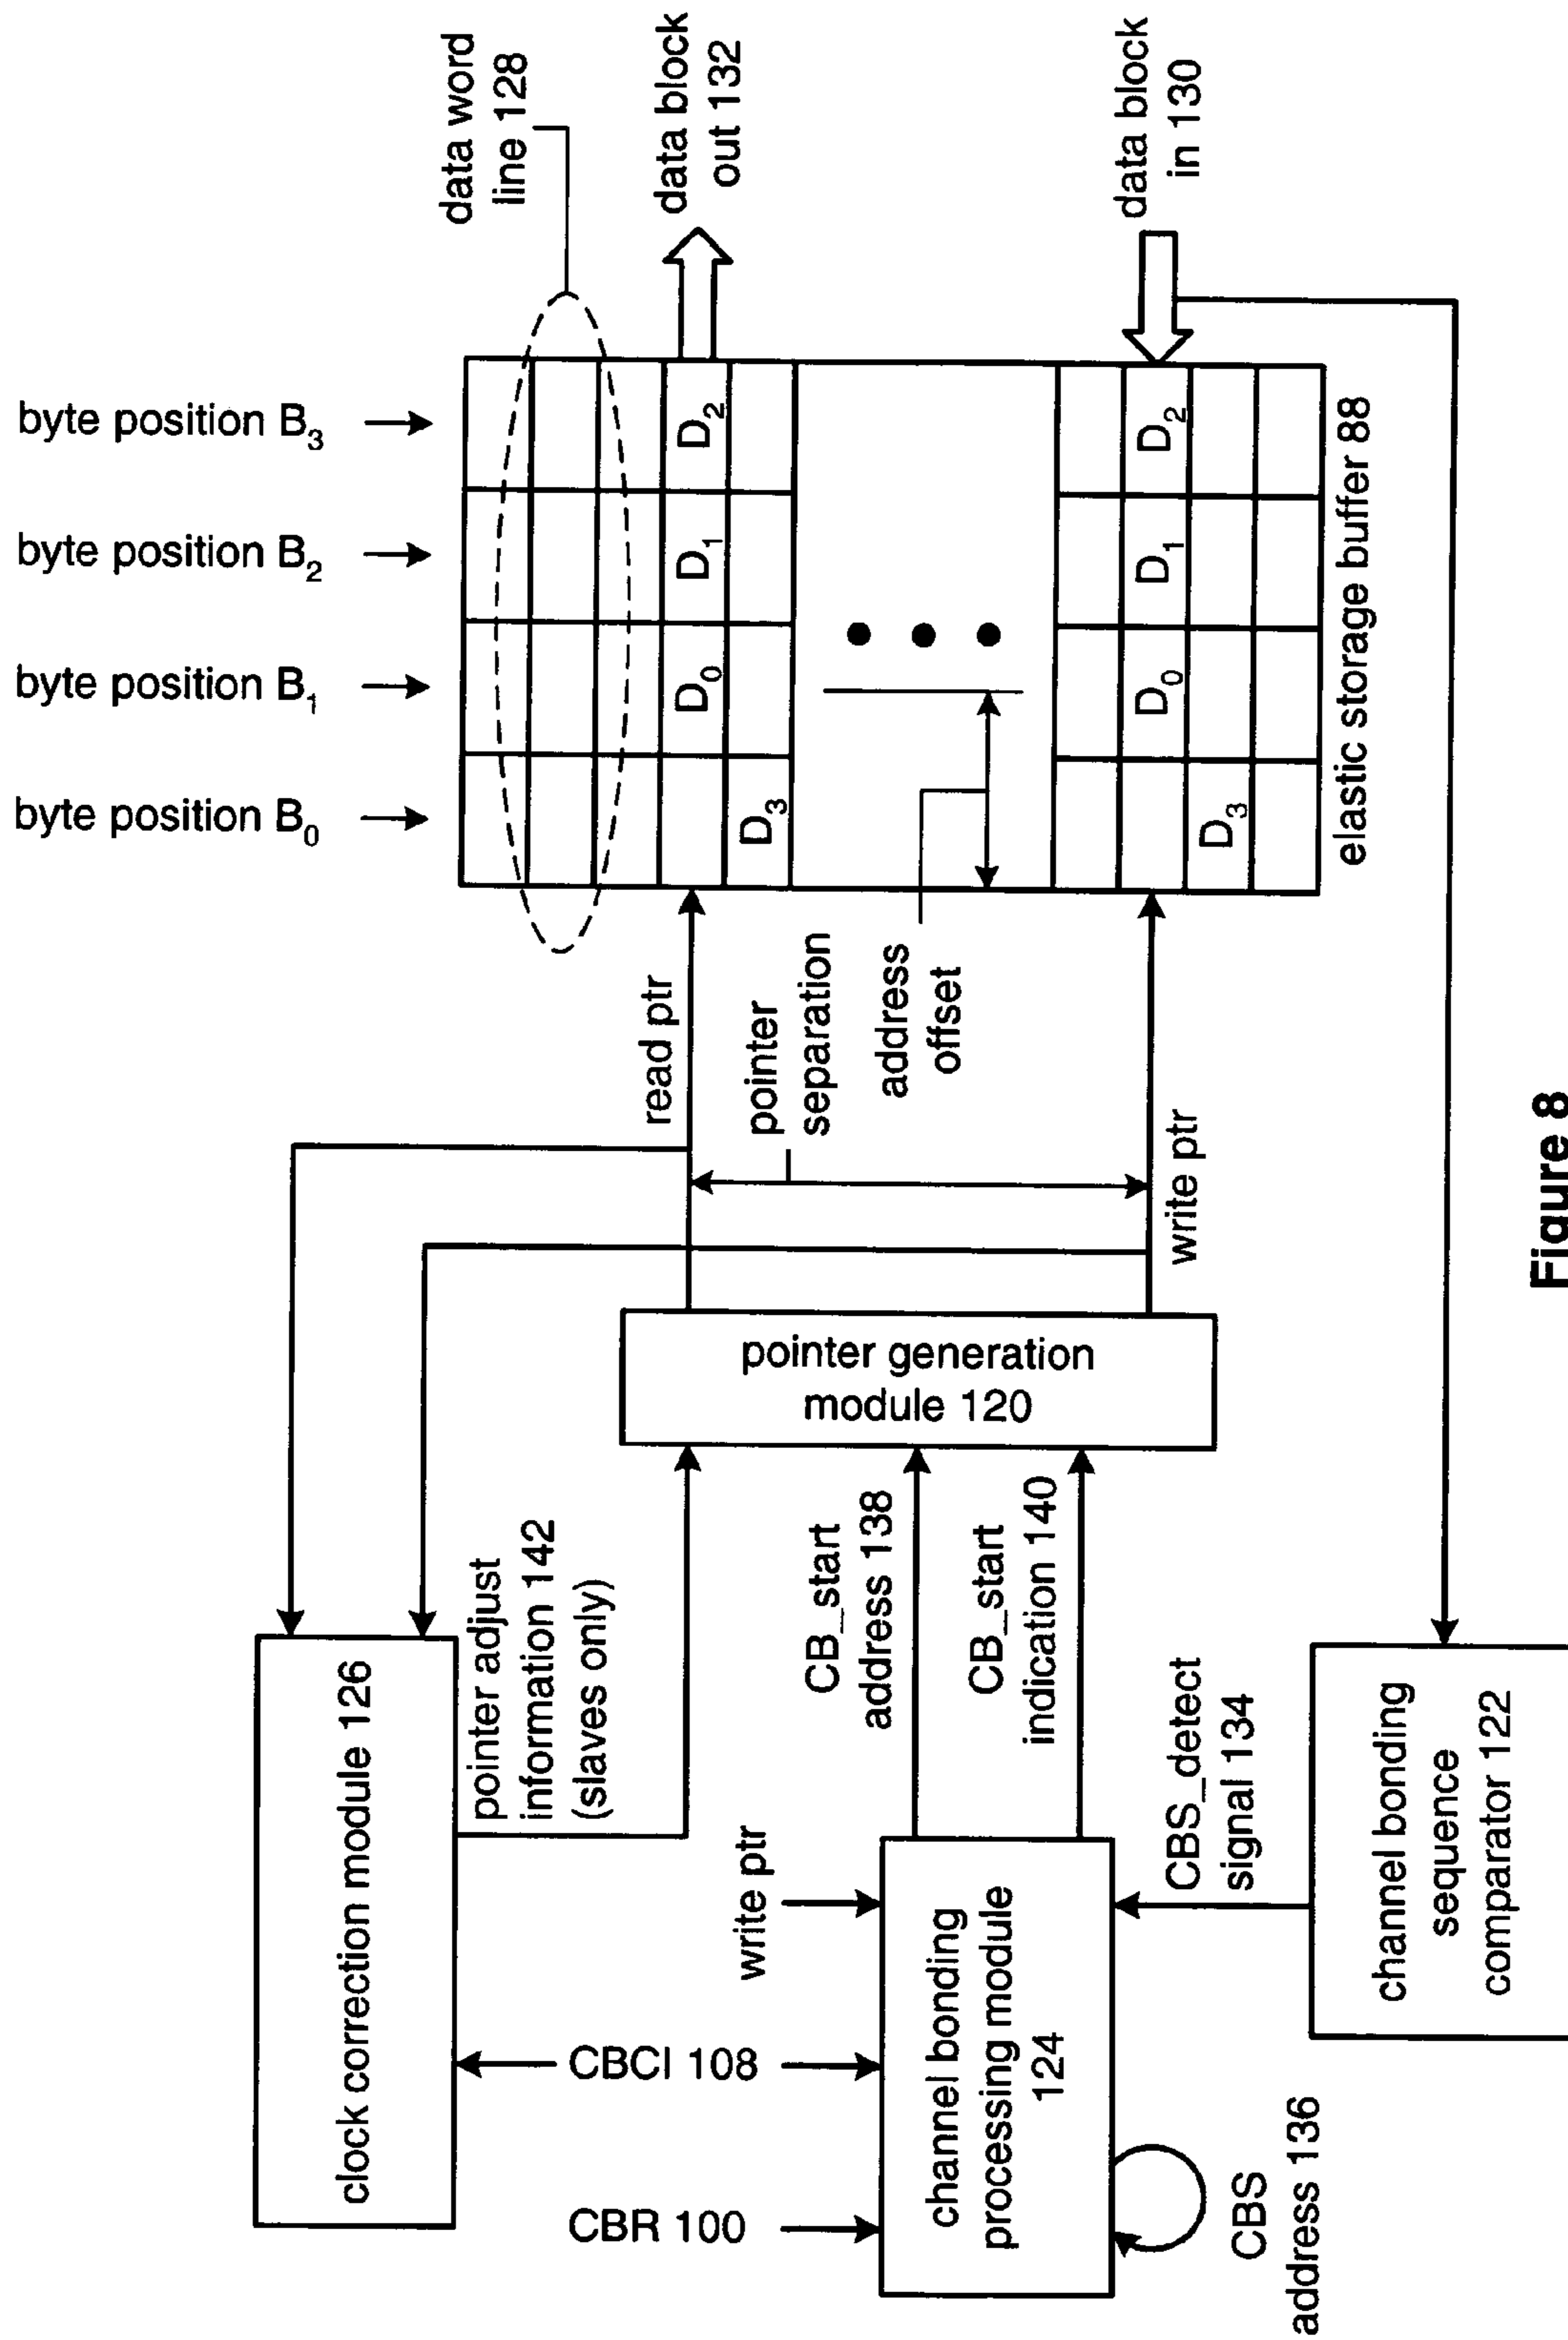 byte position B0
byte position B1
byte position B2
byte position B3
data word
line 128
data block
out 132
data block
in 130
D3
D0
D1
D2
D3
D0
D1
D2
elastic storage buffer 88
read ptr
pointer
separation
address
offset
write ptr
pointer generation
module 120
clock correction module 126
pointer adjust
information 142
(slaves only)
CB_start
address 138
CB_start
indication 140
CBR 100
CBCI 108
write ptr
channel bonding
processing module
124
CBS_detect
signal 134
CBS
address 136
channel bonding
sequence
comparator 122
Figure 8